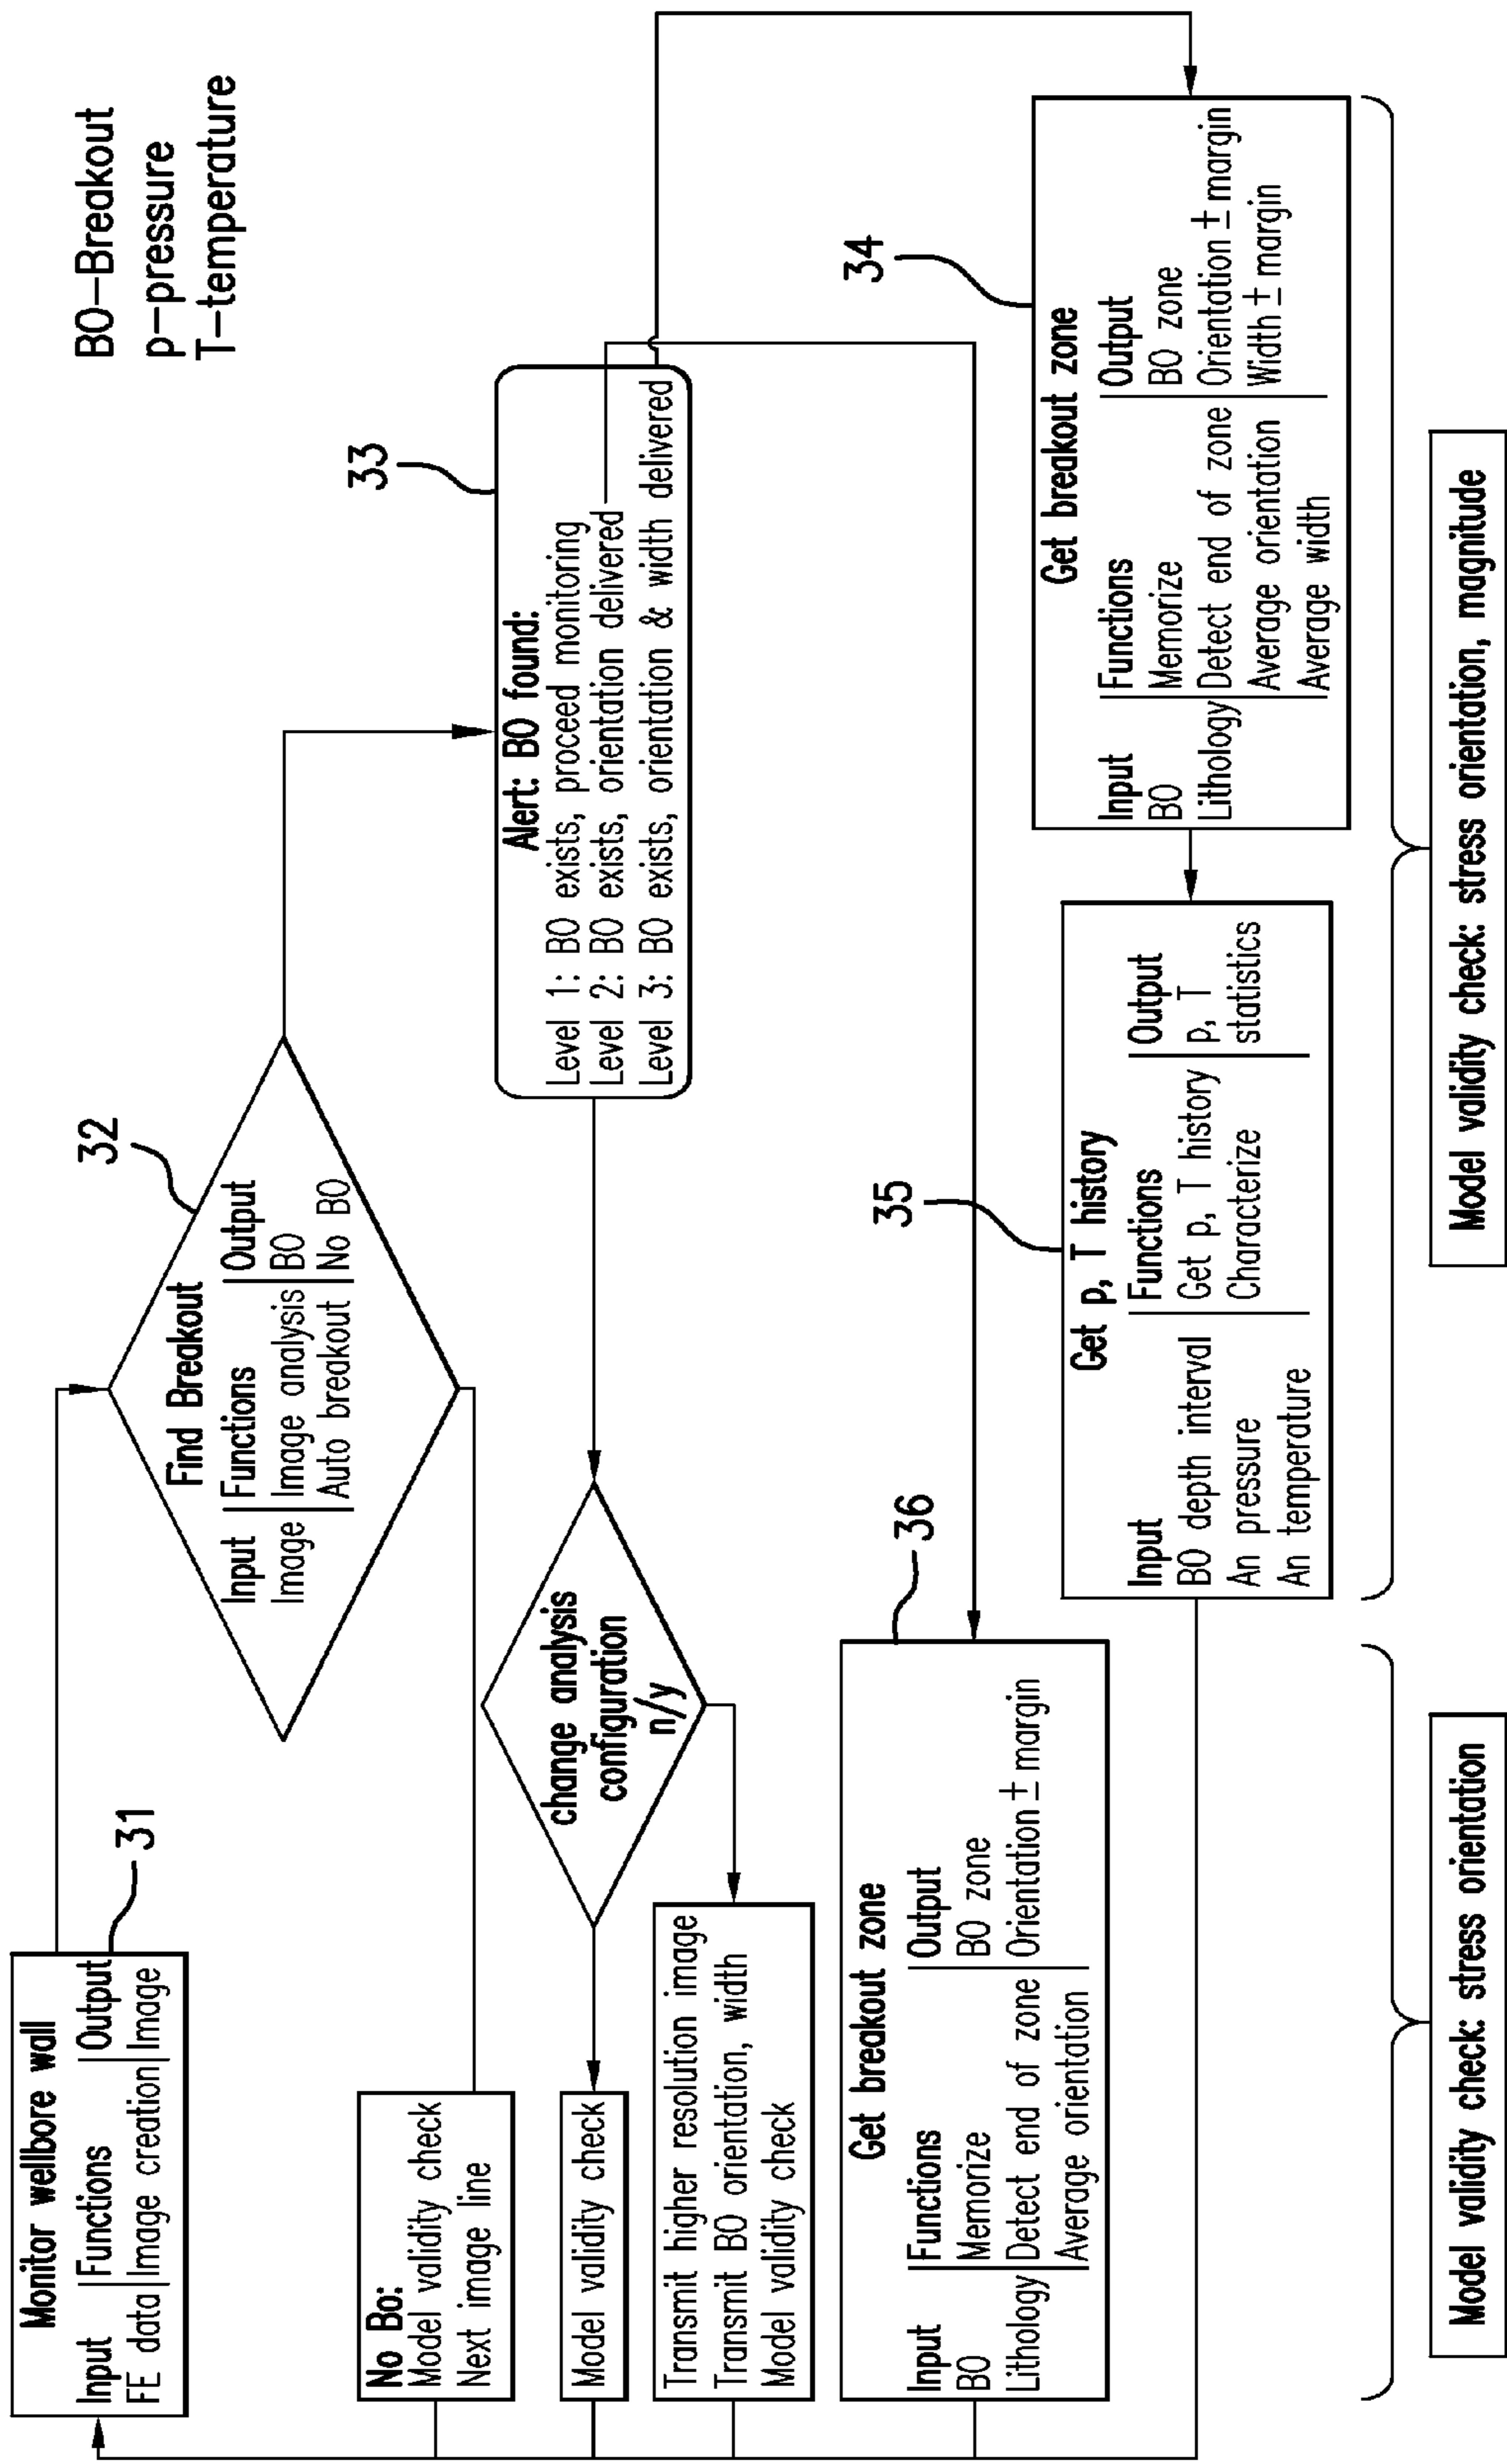 BO—Breakout
p—pressure
T—temperature
Monitor wellbore wall
Input Functions Output
FE data Image creation Image
31
Find Breakout
Input Functions Output
Image Image analysis BO
Auto breakout No BO
32
No Bo:
Model validity check
Next image line
Alert: BO found:
Level 1: BO exists, proceed monitoring
Level 2: BO exists, orientation delivered
Level 3: BO exists, orientation & width delivered
33
change analysis
configuration
n/y
Model validity check
Transmit higher resolution image
Transmit BO orientation, width
Model validity check
Get breakout zone
Input Functions Output
BO Memorize BO zone
Lithology Detect end of zone Orientation ± margin
Average orientation
36
Get p, T history
Input Functions Output
BO depth interval Get p, T history p, T
An pressure Characterize statistics
An temperature
35
Get breakout zone
Input Functions Output
BO Memorize BO zone
Lithology Detect end of zone Orientation ± margin
Average orientation Width ± margin
Average width
34
Model validity check: stress orientation
Model validity check: stress orientation, magnitude